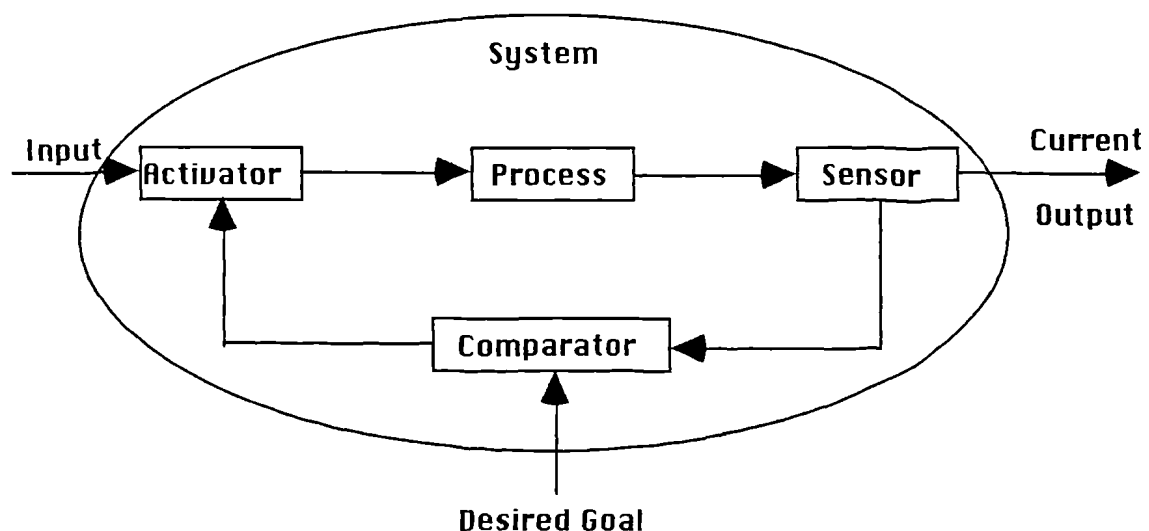 System
Input
Current
Activator
Process
Sensor
Output
Comparator
Desired Goal